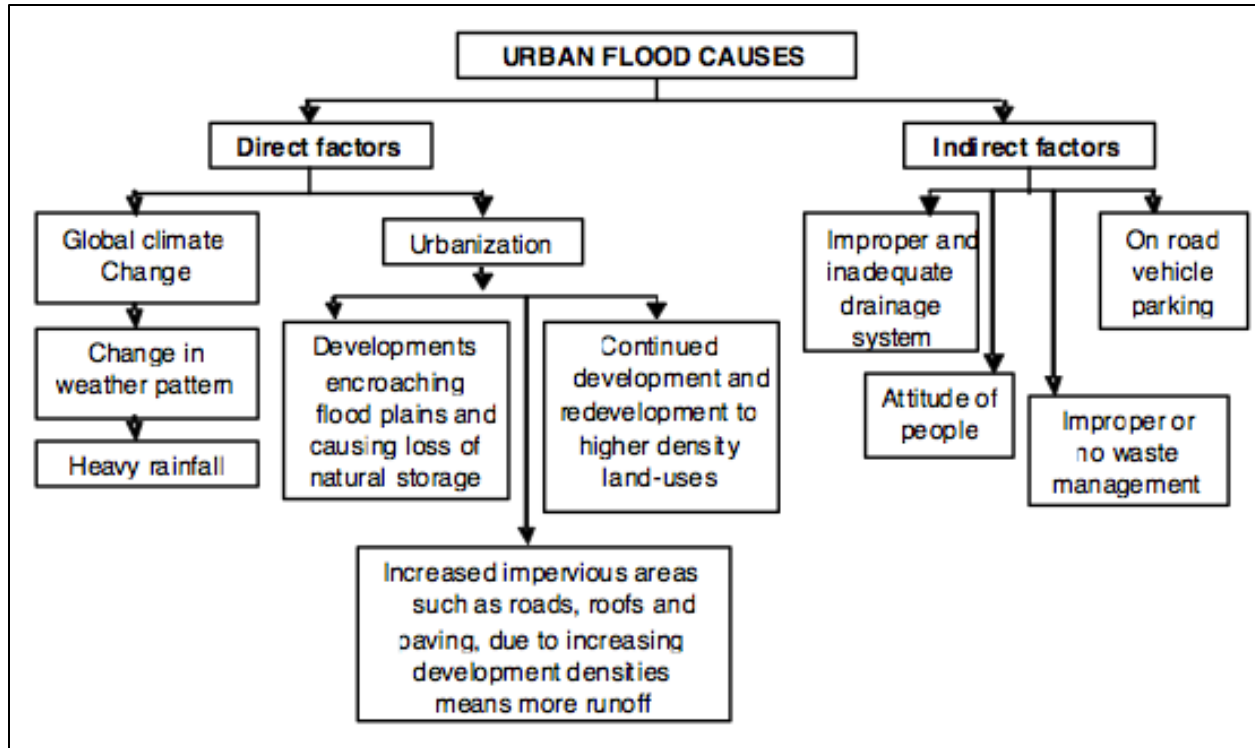 URBAN FLOOD CAUSES
Direct factors
Indirect factors
Global climate
Change
Urbanization
Improper and
inadequate
drainage
system
On road
vehicle
parking
Change in
weather pattern
Developments
encroaching
flood plains and
causing loss of
natural storage
Continued
development and
redevelopment to
higher density
land-uses
Attitude of
people
Improper or
no waste
management
Heavy rainfall
Increased impervious areas
such as roads, roofs and
paving, due to increasing
development densities
means more runoff